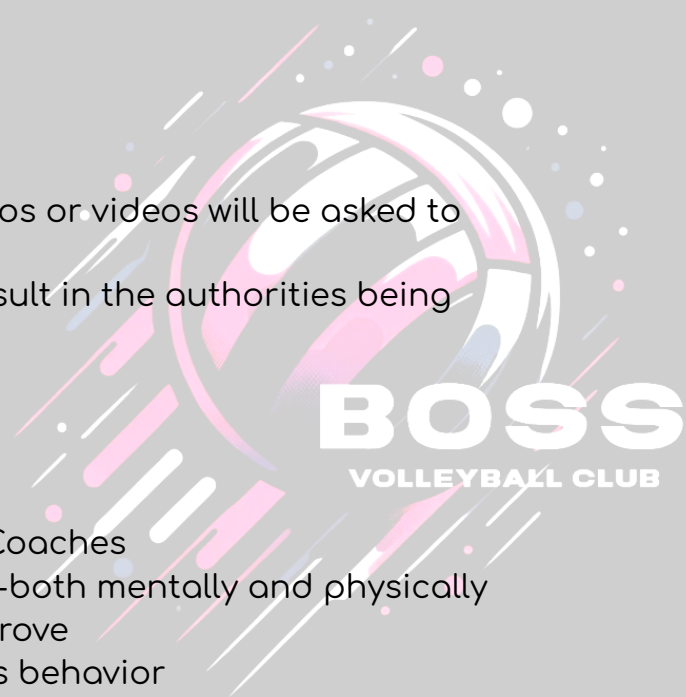 os or videos will be asked to
sult in the authorities being
BOSS
VOLLEYBALL CLUB
Coaches
-both mentally and physically
rove
s behavior